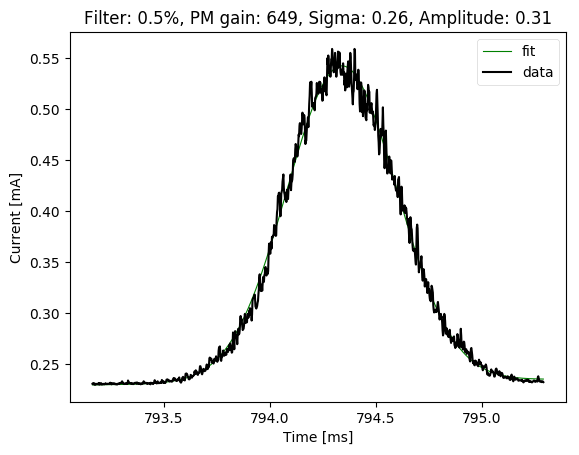 Filter: 0.5%, PM gain: 649, Sigma: 0.26, Amplitude: 0.31
fit
data
0.55
0.50
0.45
0.40
0.35
0.30
0.25
Current [mA]
793.5 794.0 794.5 795.0
Time [ms]